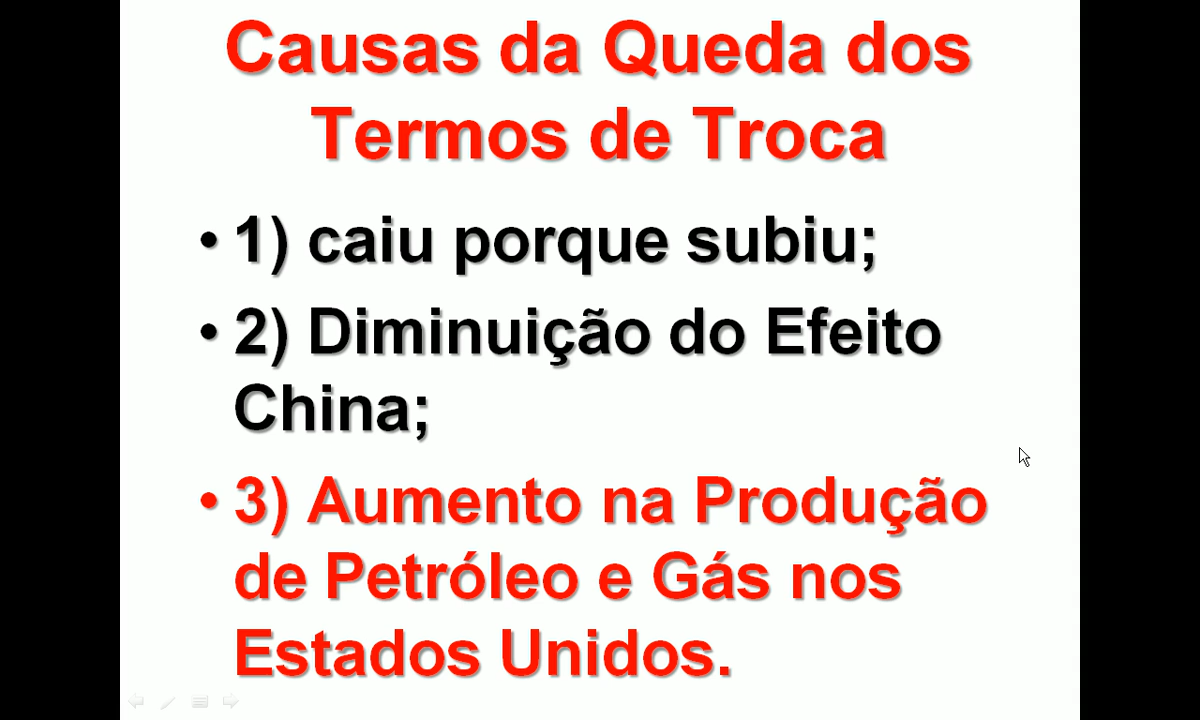 Causas da Queda dos
Termos de Troca
• 1) caiu porque subiu;
• 2) Diminuição do Efeito
China;
• 3) Aumento na Produção
de Petróleo e Gás nos
Estados Unidos.